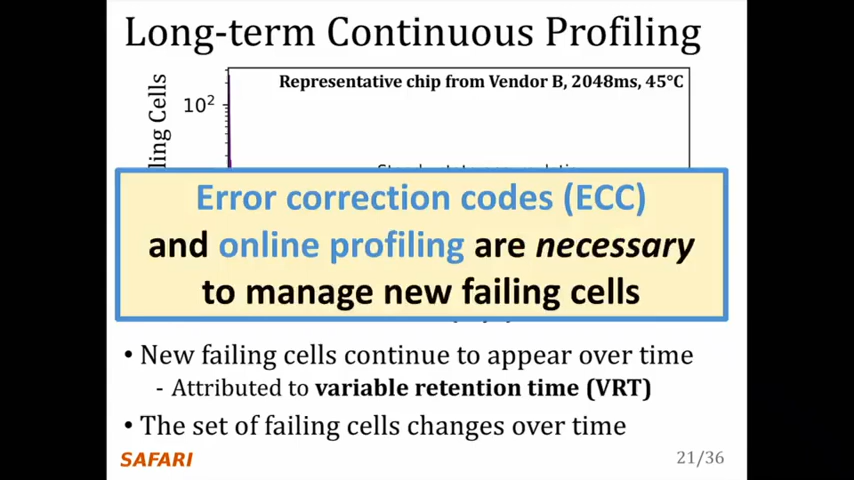 Long-term Continuous Profiling
Representative chip from Vendor B, 2048ms, 45°C
10²
Cells
Error correction codes (ECC)
and online profiling are necessary
to manage new failing cells
• New failing cells continue to appear over time
- Attributed to variable retention time (VRT)
• The set of failing cells changes over time
SAFARI
21/36